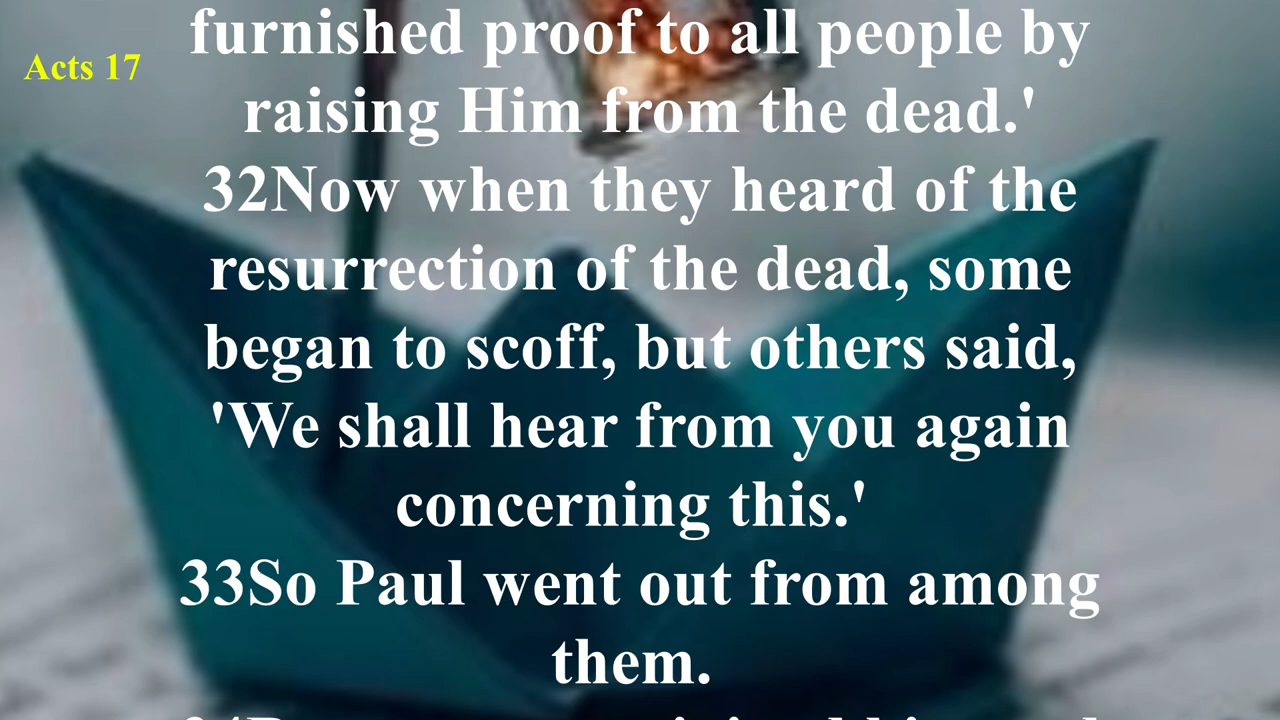 furnished proof to all people by
Acts 17
raising Him from the dead.'
32Now when they heard of the
resurrection of the dead, some
began to scoff, but others said,
'We shall hear from you again
concerning this.'
33So Paul went out from among
them.